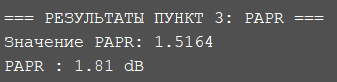 === РЕЗУЛЬТАТЫ ПУНКТ 3: PAPR ===
Значение PAPR: 1.5164
PAPR : 1.81 dB